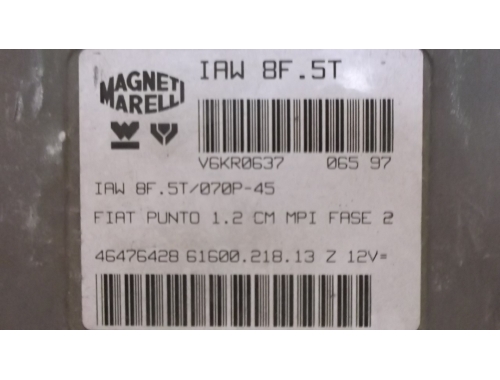 IAW 8F.5T
MAGNETI
MARELLI
V6KR0637 065 97
IAW 8F.5T/070P-45
FIAT PUNTO 1.2 CM MPI FASE 2
46476428 61600.218.13 Z 12V=